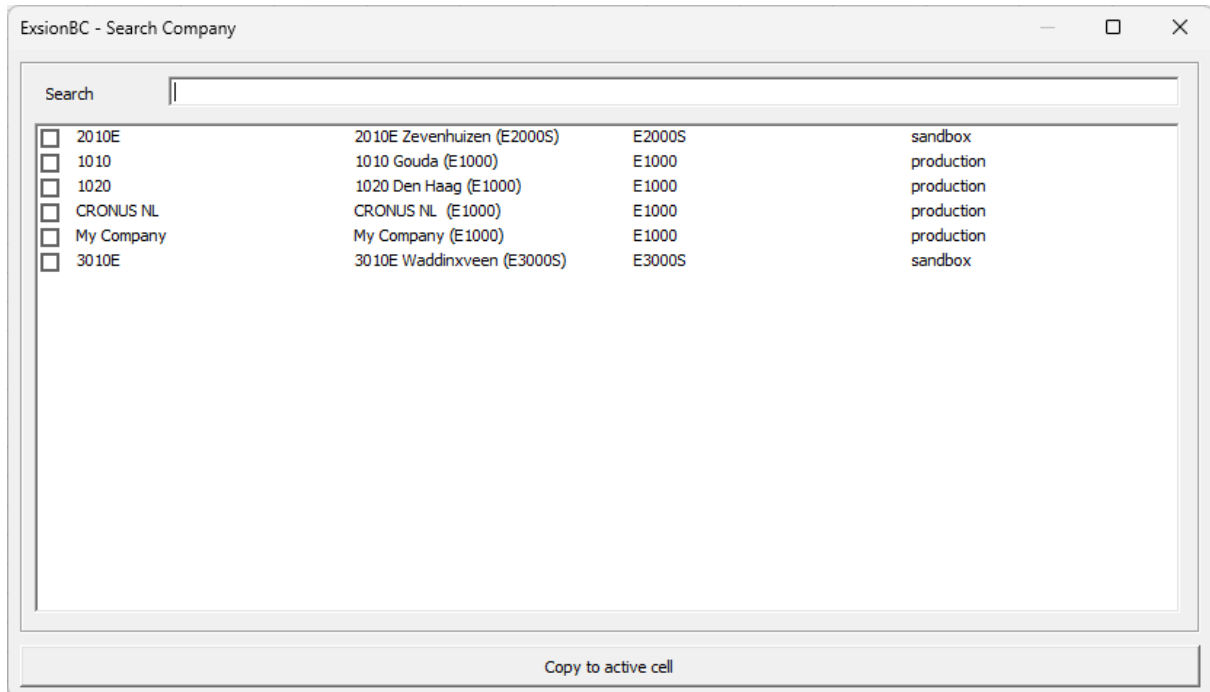 ExsionBC - Search Company
Search
2010E 2010E Zevenhuizen (E2000S) E2000S sandbox
1010 1010 Gouda (E1000) E1000 production
1020 1020 Den Haag (E1000) E1000 production
CRONUS NL CRONUS NL (E1000) E1000 production
My Company My Company (E1000) E1000 production
3010E 3010E Waddinxveen (E3000S) E3000S sandbox
Copy to active cell